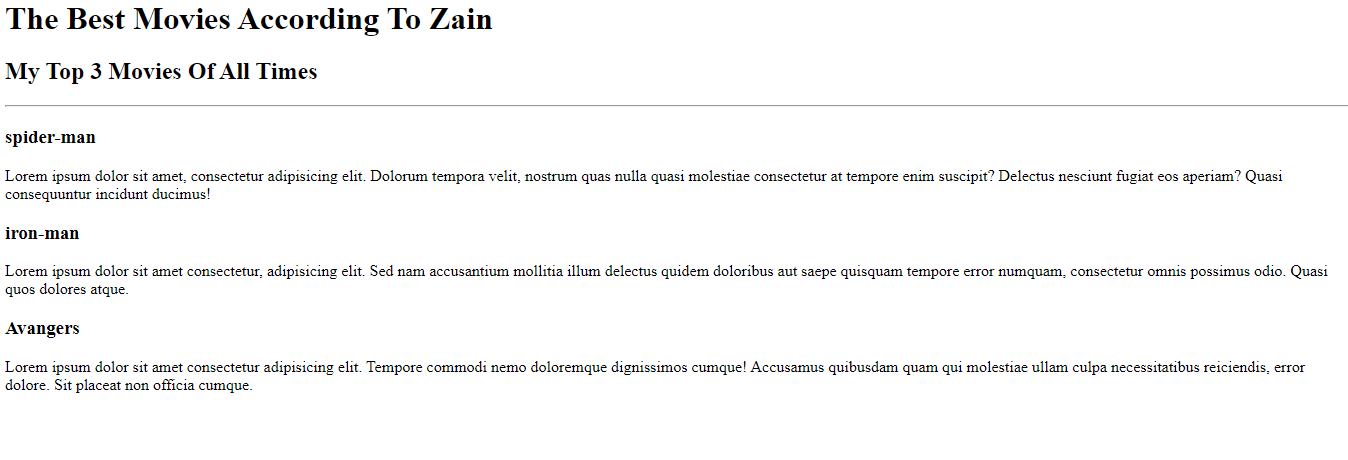 The Best Movies According To Zain
My Top 3 Movies Of All Times
spider-man
Lorem ipsum dolor sit amet, consectetur adipisicing elit. Dolorum tempora velit, nostrum quas nulla quasi molestiae consectetur at tempore enim suscipit? Delectus nesciunt fugiat eos aperiam? Quasi
consequuntur incidunt ducimus!
iron-man
Lorem ipsum dolor sit amet consectetur, adipisicing elit. Sed nam accusantium mollitia illum delectus quidem doloribus aut saepe quisquam tempore error numquam, consectetur omnis possimus odio. Quasi
quos dolores atque.
Avangers
Lorem ipsum dolor sit amet consectetur adipisicing elit. Tempore commodi nemo doloremque dignissimos cumque! Accusamus quibusdam quam qui molestiae ullam culpa necessitatibus reiciendis, error
dolore. Sit placeat non officia cumque.